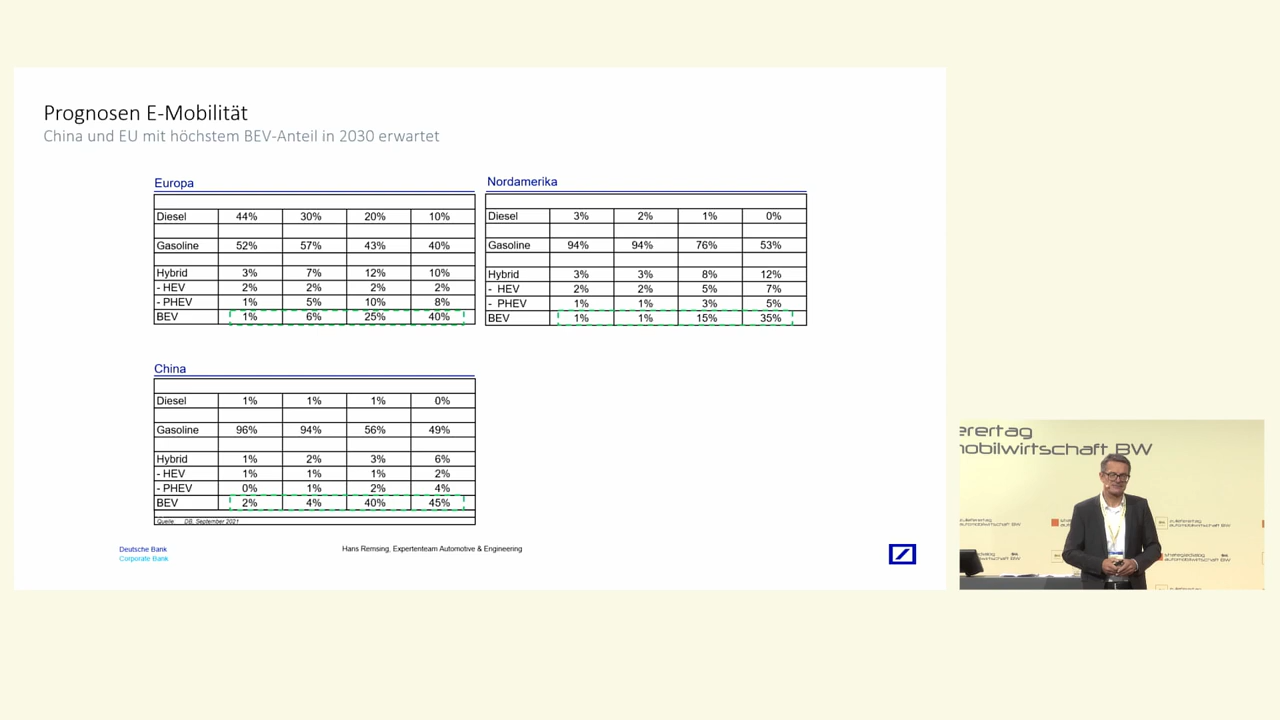 Prognosen E-Mobilität
China und EU mit höchstem BEV-Anteil in 2030 erwartet
Europa
Diesel 44% 30% 20% 10%
Gasoline 52% 57% 43% 40%
Hybrid 3% 7% 12% 10%
- HEV 2% 2% 2% 2%
- PHEV 1% 5% 10% 8%
BEV 1% 6% 25% 40%
Nordamerika
Diesel 3% 2% 1% 0%
Gasoline 94% 94% 76% 53%
Hybrid 3% 3% 8% 12%
- HEV 2% 2% 5% 7%
- PHEV 1% 1% 3% 5%
BEV 1% 1% 15% 35%
China
Diesel 1% 1% 1% 0%
Gasoline 96% 94% 56% 49%
Hybrid 1% 2% 3% 6%
- HEV 1% 1% 1% 2%
- PHEV 0% 1% 2% 4%
BEV 2% 4% 40% 45%
Quelle: DB, September 2021
Deutsche Bank
Corporate Bank
Hans Remsing, Expertenteam Automotive & Engineering
erertag
mobilwirtschaft BW